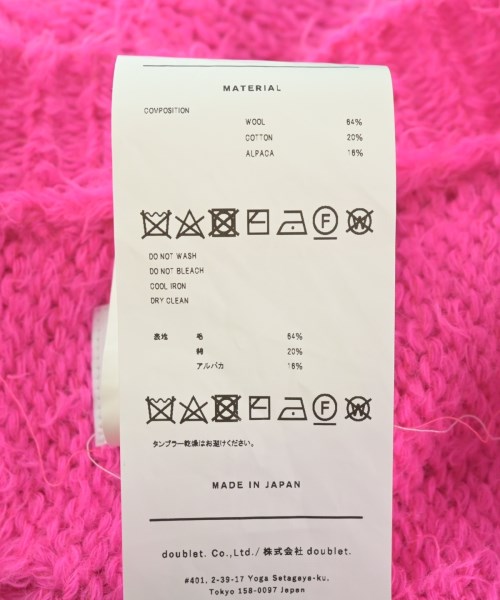 MATERIAL
COMPOSITION
WOOL 64%
COTTON 20%
ALPACA 16%
F W
DO NOT WASH
DO NOT BLEACH
COOL IRON
DRY CLEAN
表地 毛 64%
綿 20%
アルパカ 16%
F W
タンブラー乾燥はお避けください。
MADE IN JAPAN
doublet. Co.,Ltd./ 株式会社 doublet.
#401, 2-39-17 Yoga Setagaya-ku,
Tokyo 158-0097 Japan